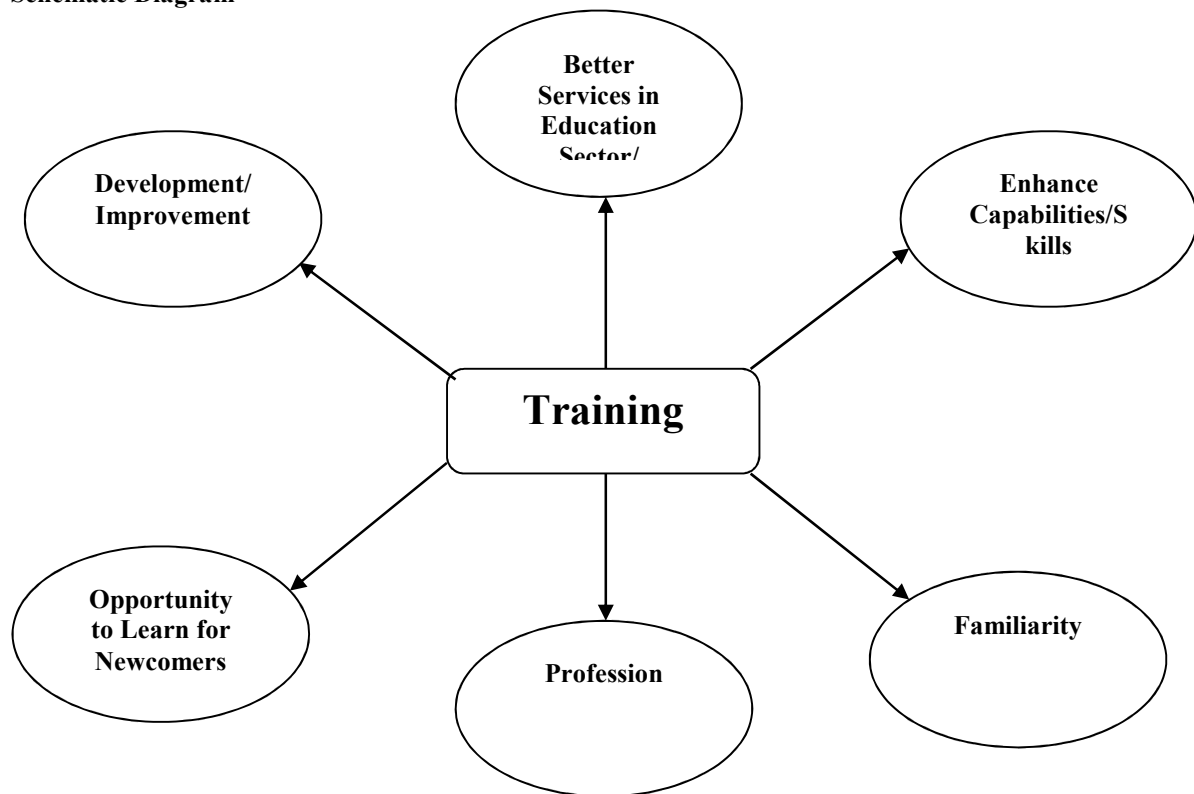 Schematic Diagram
Better
Services in
Education
Sector/
Development/
Improvement
Enhance
Capabilities/S
kills
Training
Opportunity
to Learn for
Newcomers
Profession
Familiarity